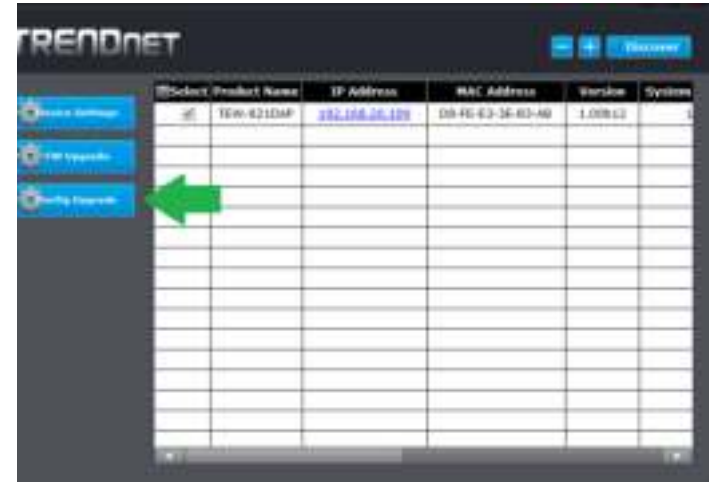 TRENDnET
Discover
Select Product Name IP Address MAC Address Version System
Device Settings
TEW-821DAP
FW Upgrade
Config Upgrade